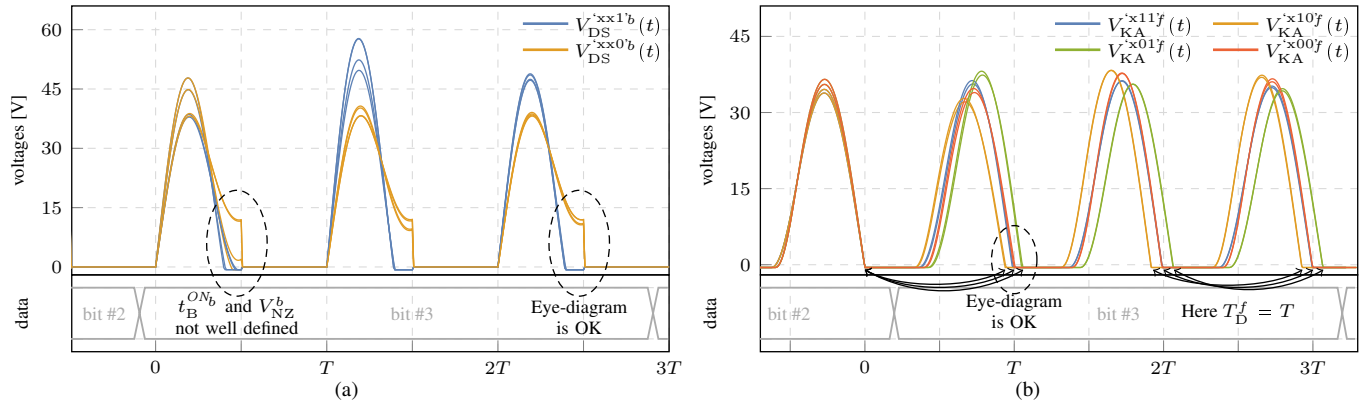 60
45
30
15
0
voltages [V]
data
V_DS^'xx1'b (t)
V_DS^'xx0'b (t)
t_B^ON_b and V_NZ^b
not well defined
Eye-diagram
is OK
bit #2
bit #3
0
T
2T
3T
(a)
45
30
15
0
voltages [V]
data
V_KA^'x11'f (t)
V_KA^'x10'f (t)
V_KA^'x01'f (t)
V_KA^'x00'f (t)
Eye-diagram
is OK
Here T_D^f = T
bit #2
bit #3
0
T
2T
3T
(b)